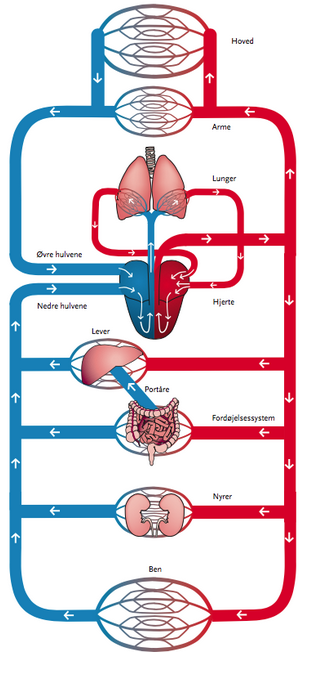 Hoved
Arme
Lunger
Øvre hulvene
Nedre hulvene
Hjerte
Lever
Portåre
Fordøjelsessystem
Nyrer
Ben